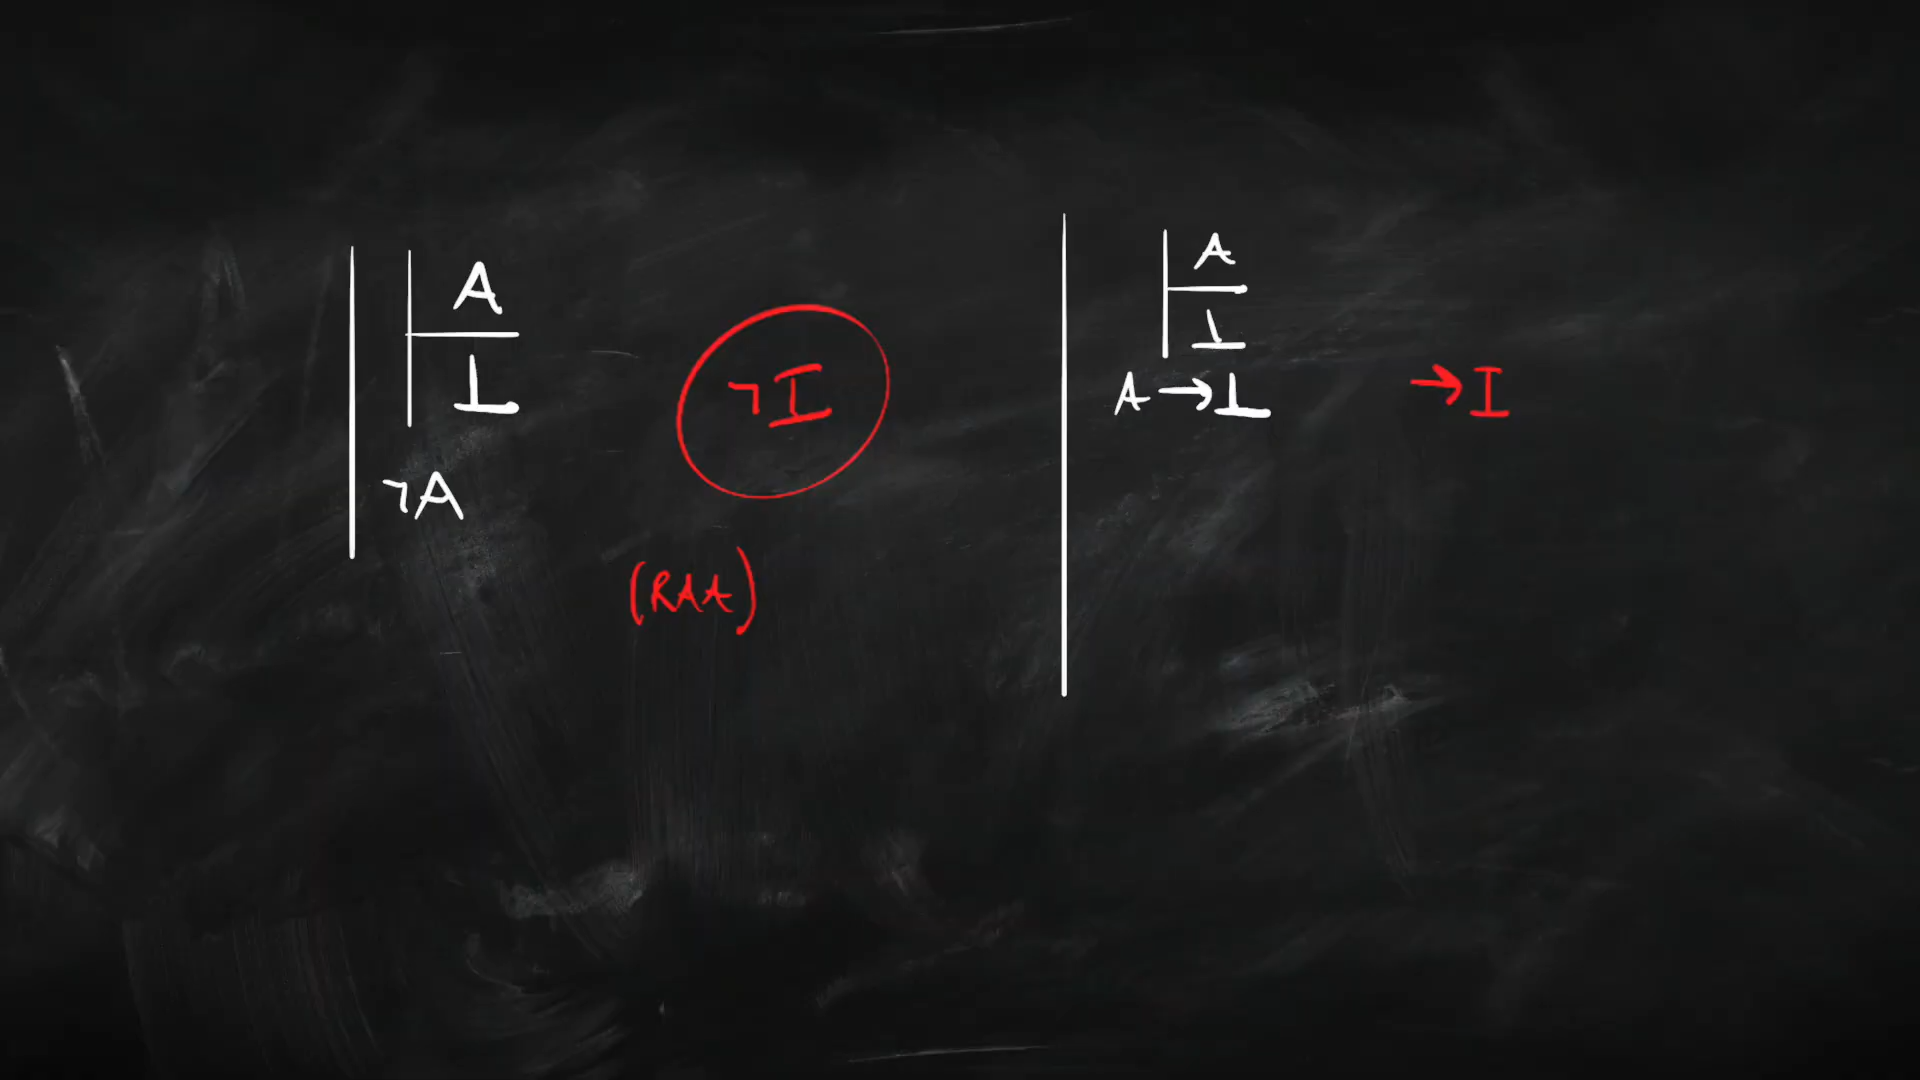 A
⊥
¬I
¬A
(RAA)
A
⊥
A → ⊥
→ I